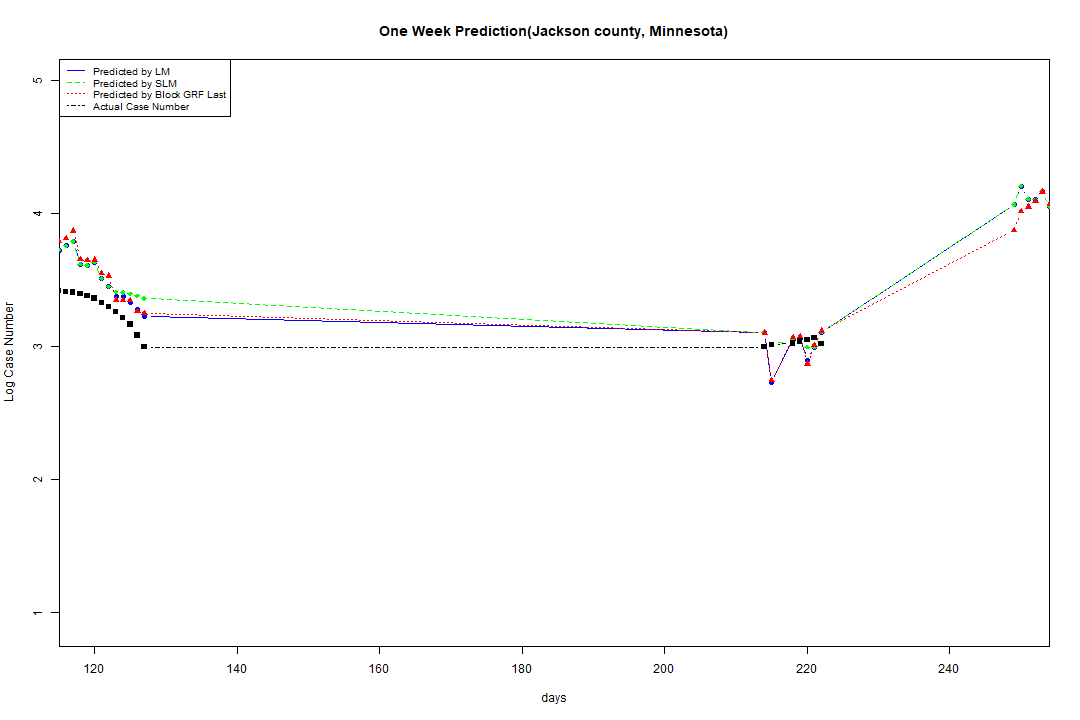 One Week Prediction(Jackson county, Minnesota)
Predicted by LM
Predicted by SLM
Predicted by Block GRF Last
Actual Case Number
5
4
3
2
1
Log Case Number
120 140 160 180 200 220 240
days